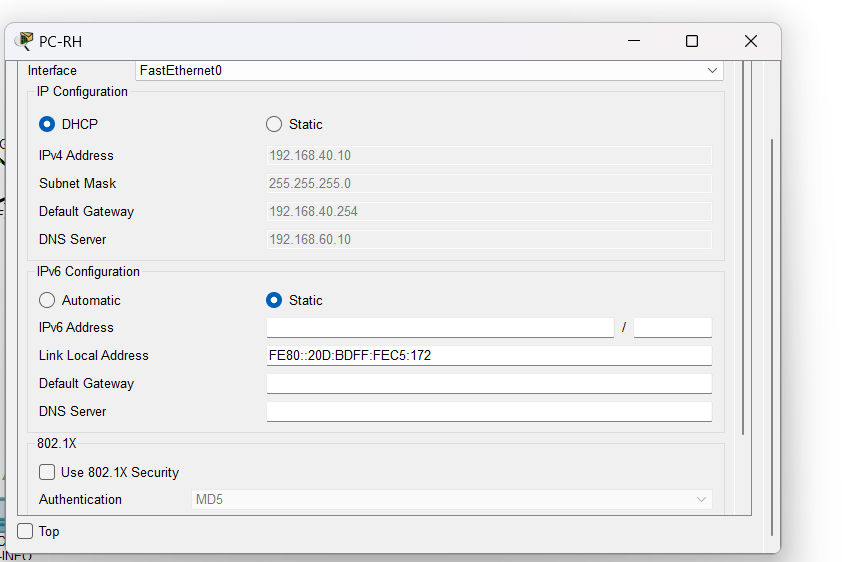 PC-RH
Interface FastEthernet0
IP Configuration
DHCP Static
IPv4 Address 192.168.40.10
Subnet Mask 255.255.255.0
Default Gateway 192.168.40.254
DNS Server 192.168.60.10
IPv6 Configuration
Automatic Static
IPv6 Address /
Link Local Address FE80::20D:BDFF:FEC5:172
Default Gateway
DNS Server
802.1X
Use 802.1X Security
Authentication MD5
Top
-INFO